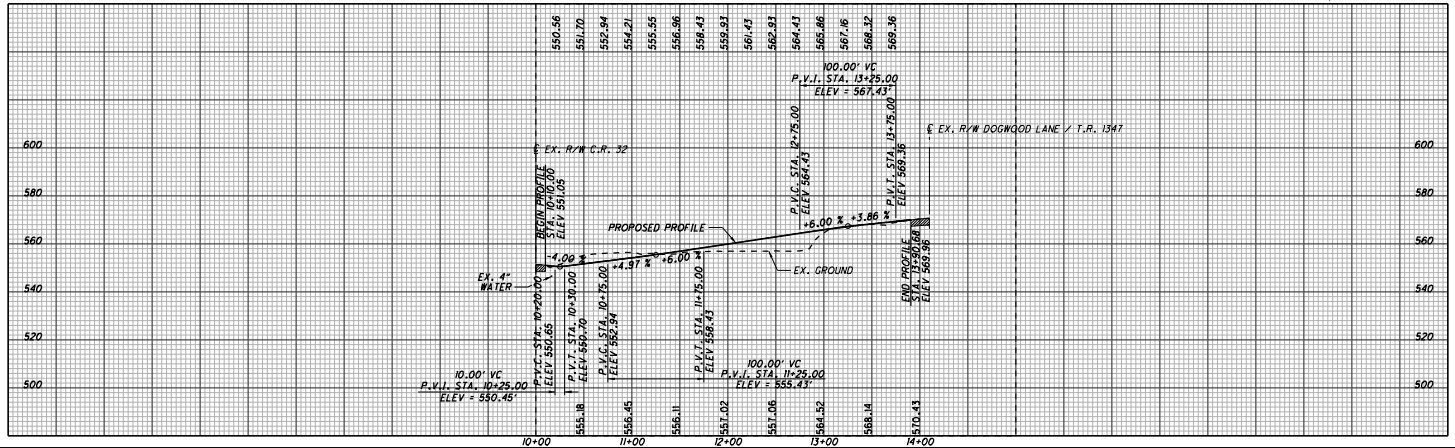 550.56
551.70
552.94
554.21
555.55
556.96
558.43
559.93
561.43
562.93
564.43
565.86
567.16
568.32
569.36
100.00' VC
P.V.I. STA. 13+25.00
ELEV = 567.43'
P.V.C. STA. 12+75.00
ELEV 564.43
P.V.T. STA. 13+75.00
ELEV 569.36
℄ EX. R/W DOGWOOD LANE / T.R. 1347
℄ EX. R/W C.R. 32
600
600
BEGIN PROFILE
STA. 10+10.00
ELEV 551.05
580
580
PROPOSED PROFILE
+6.00 %
+3.86 %
560
560
-4.00 %
+4.97 %
+6.00 %
EX. GROUND
EX. 4"
WATER
END PROFILE
STA. 13+90.68
ELEV 569.96
540
540
P.V.C. STA. 10+20.00
ELEV 550.65
P.V.T. STA. 10+30.00
ELEV 550.70
P.V.C. STA. 10+75.00
ELEV 552.94
P.V.T. STA. 11+75.00
ELEV 558.43
520
520
10.00' VC
P.V.I. STA. 10+25.00
ELEV = 550.45'
100.00' VC
P.V.I. STA. 11+25.00
ELEV = 555.43'
500
500
555.18
556.45
556.11
557.02
557.06
564.52
568.14
570.43
10+00
11+00
12+00
13+00
14+00